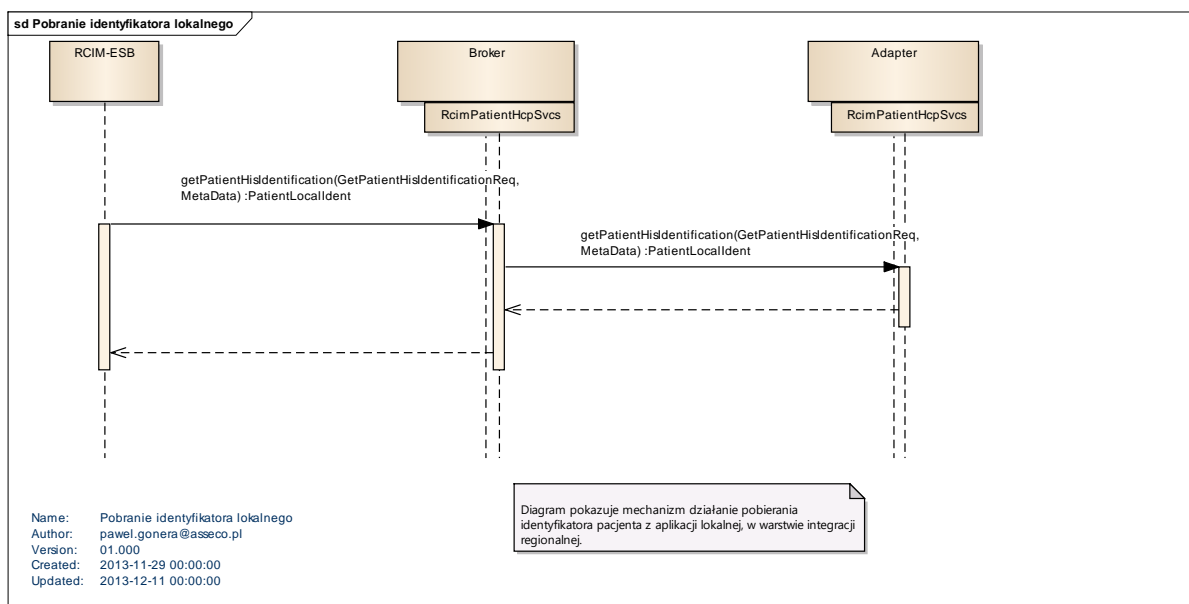 sd Pobranie identyfikatora lokalnego
RCIM-ESB
Broker
Adapter
RcimPatientHcpSvcs
RcimPatientHcpSvcs
getPatientHisIdentification(GetPatientHisIdentificationReq,
MetaData) :PatientLocalIdent
getPatientHisIdentification(GetPatientHisIdentificationReq,
MetaData) :PatientLocalIdent
Diagram pokazuje mechanizm działanie pobierania
identyfikatora pacjenta z aplikacji lokalnej, w warstwie integracji
regionalnej.
Name: Pobranie identyfikatora lokalnego
Author: pawel.gonera@asseco.pl
Version: 01.000
Created: 2013-11-29 00:00:00
Updated: 2013-12-11 00:00:00